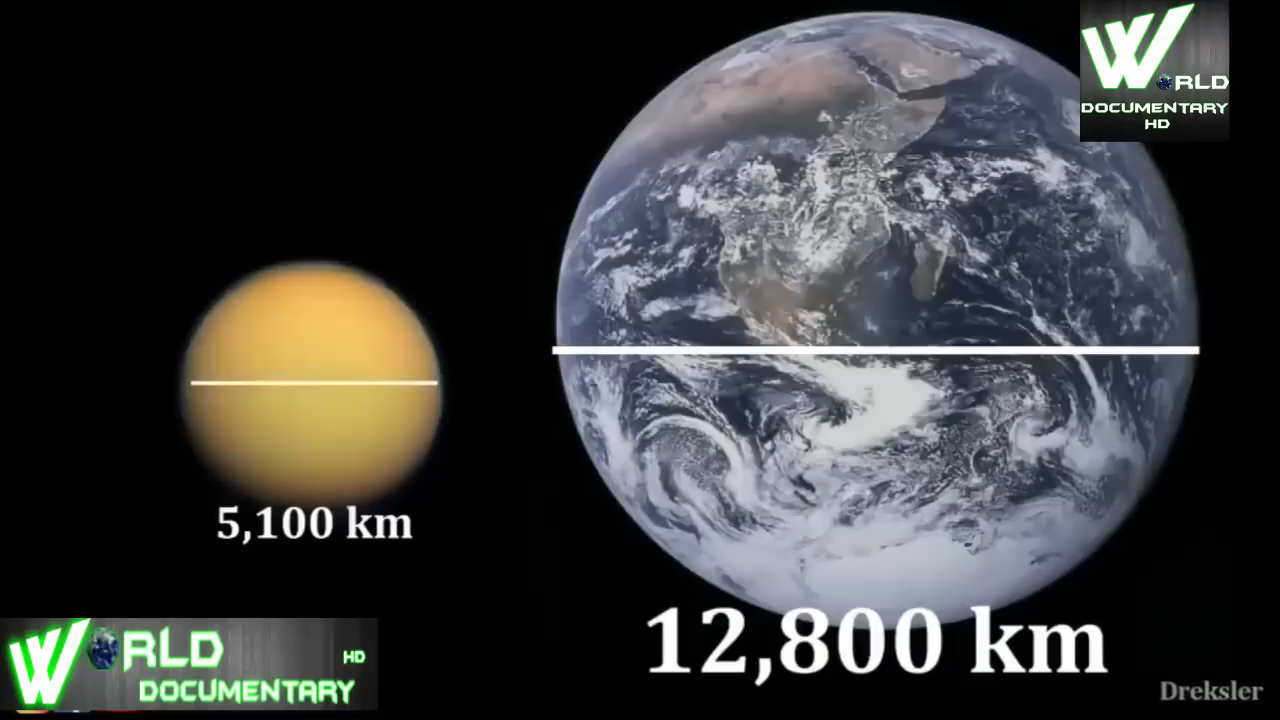 WORLD
DOCUMENTARY
HD
5,100 km
12,800 km
WORLD HD
DOCUMENTARY
Dreksler